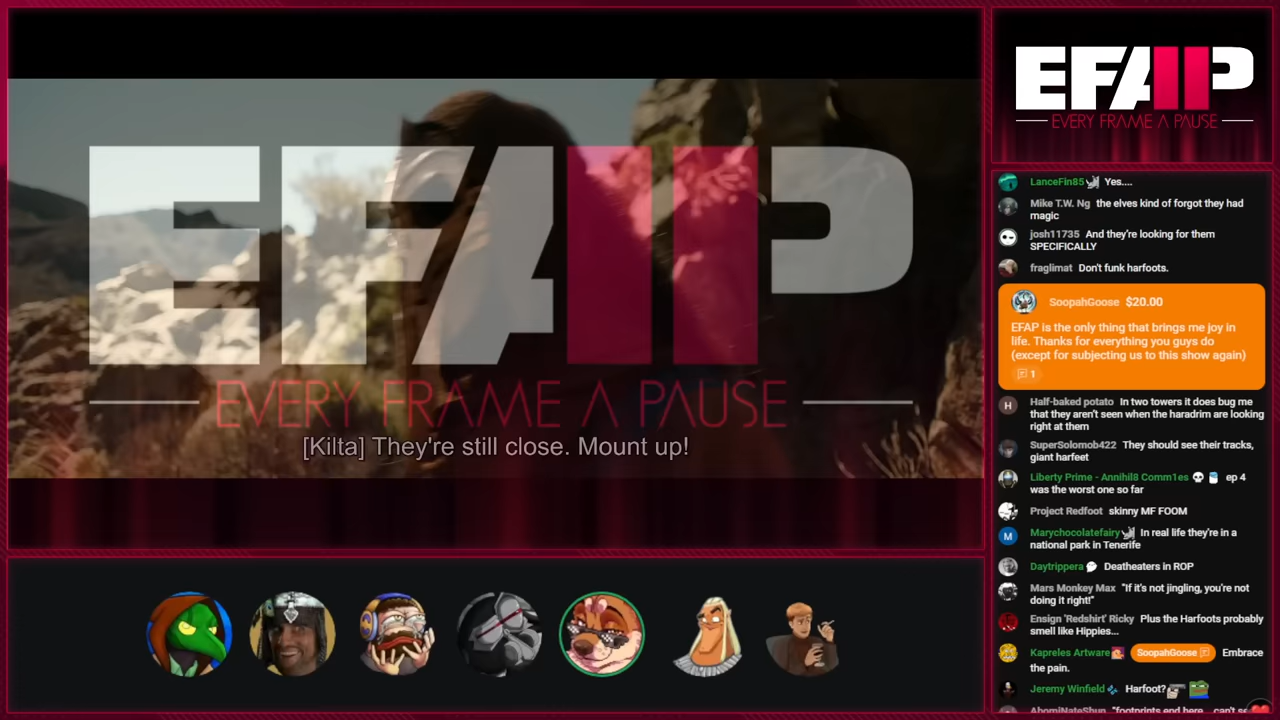 EFAP
EVERY FRAME A PAUSE
[Kilta] They're still close. Mount up!
EFAP
EVERY FRAME A PAUSE
LanceFin85 Yes....
Mike T.W. Ng the elves kind of forgot they had
magic
josh11735 And they're looking for them
SPECIFICALLY
fraglimat Don't funk harfoots.
SoopahGoose $20.00
EFAP is the only thing that brings me joy in
life. Thanks for everything you guys do
(except for subjecting us to this show again)
1
H Half-baked potato In two towers it does bug me
that they aren't seen when the haradrim are looking
right at them
SuperSolomob422 They should see their tracks,
giant harfeet
Liberty Prime - Annihil8 Comm1es ep 4
was the worst one so far
Project Redfoot skinny MF FOOM
M Marychocolatefairy In real life they're in a
national park in Tenerife
Daytrippera Deatheaters in ROP
Mars Monkey Max "If it's not jingling, you're not
doing it right!"
Ensign 'Redshirt' Ricky Plus the Harfoots probably
smell like Hippies...
Kapreles Artware SoopahGoose Embrace
the pain.
Jeremy Winfield Harfoot?
AbomiNateShun "footprints end here... can't se